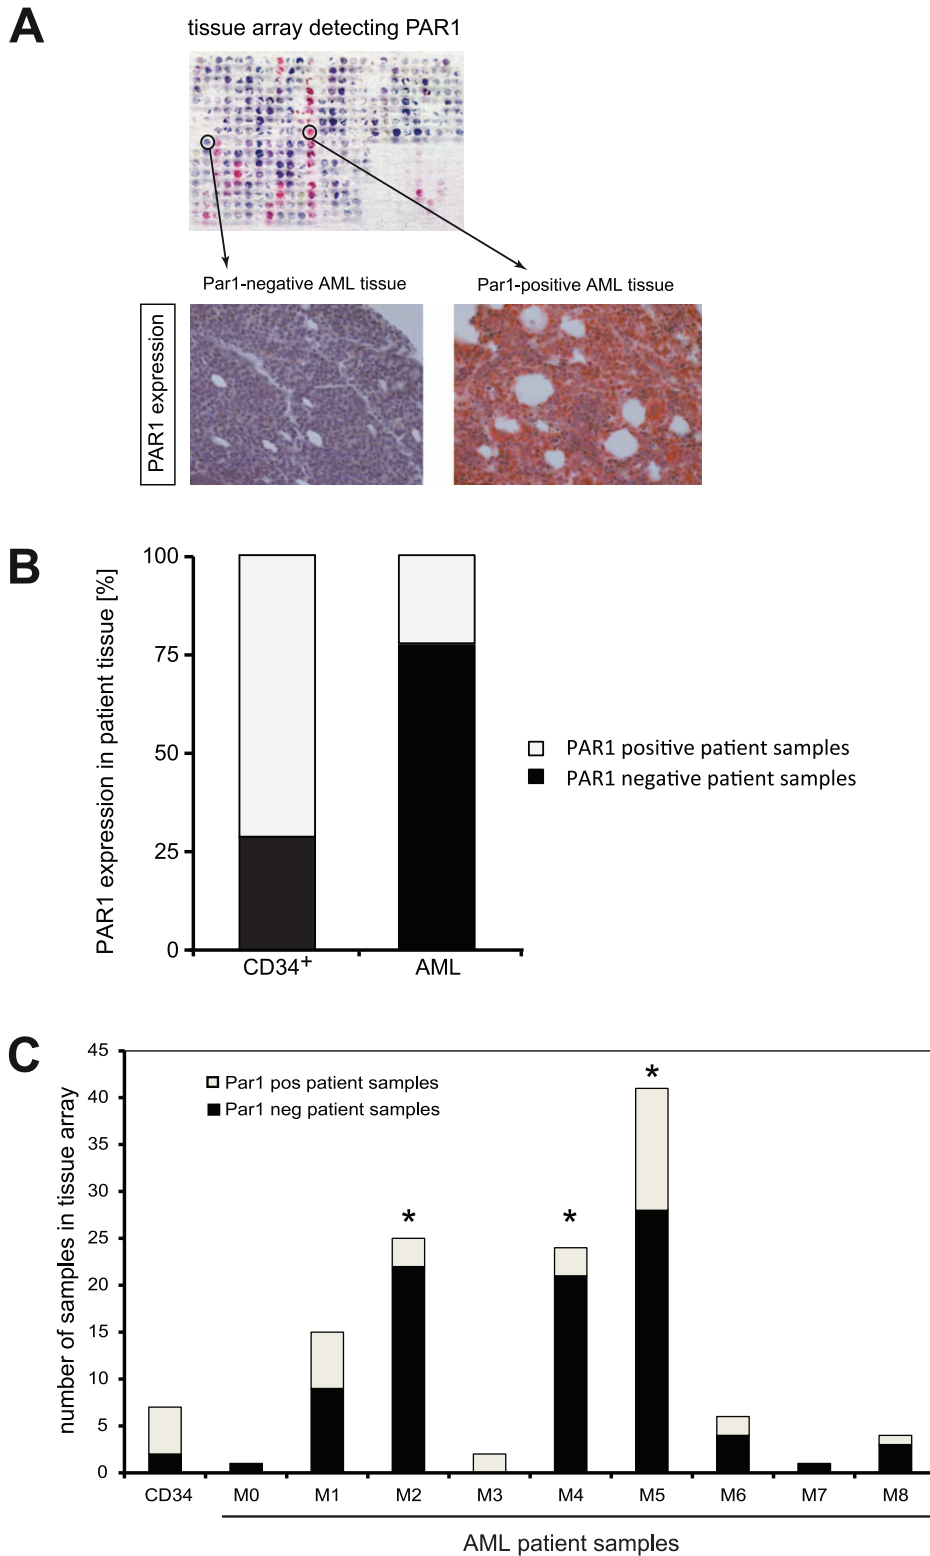 A
tissue array detecting PAR1
Par1-negative AML tissue
Par1-positive AML tissue
PAR1 expression
B
PAR1 expression in patient tissue [%]
100
75
50
25
0
CD34+
AML
PAR1 positive patient samples
PAR1 negative patient samples
C
number of samples in tissue array
45
40
35
30
25
20
15
10
5
0
Par1 pos patient samples
Par1 neg patient samples
*
*
*
CD34 M0 M1 M2 M3 M4 M5 M6 M7 M8
AML patient samples